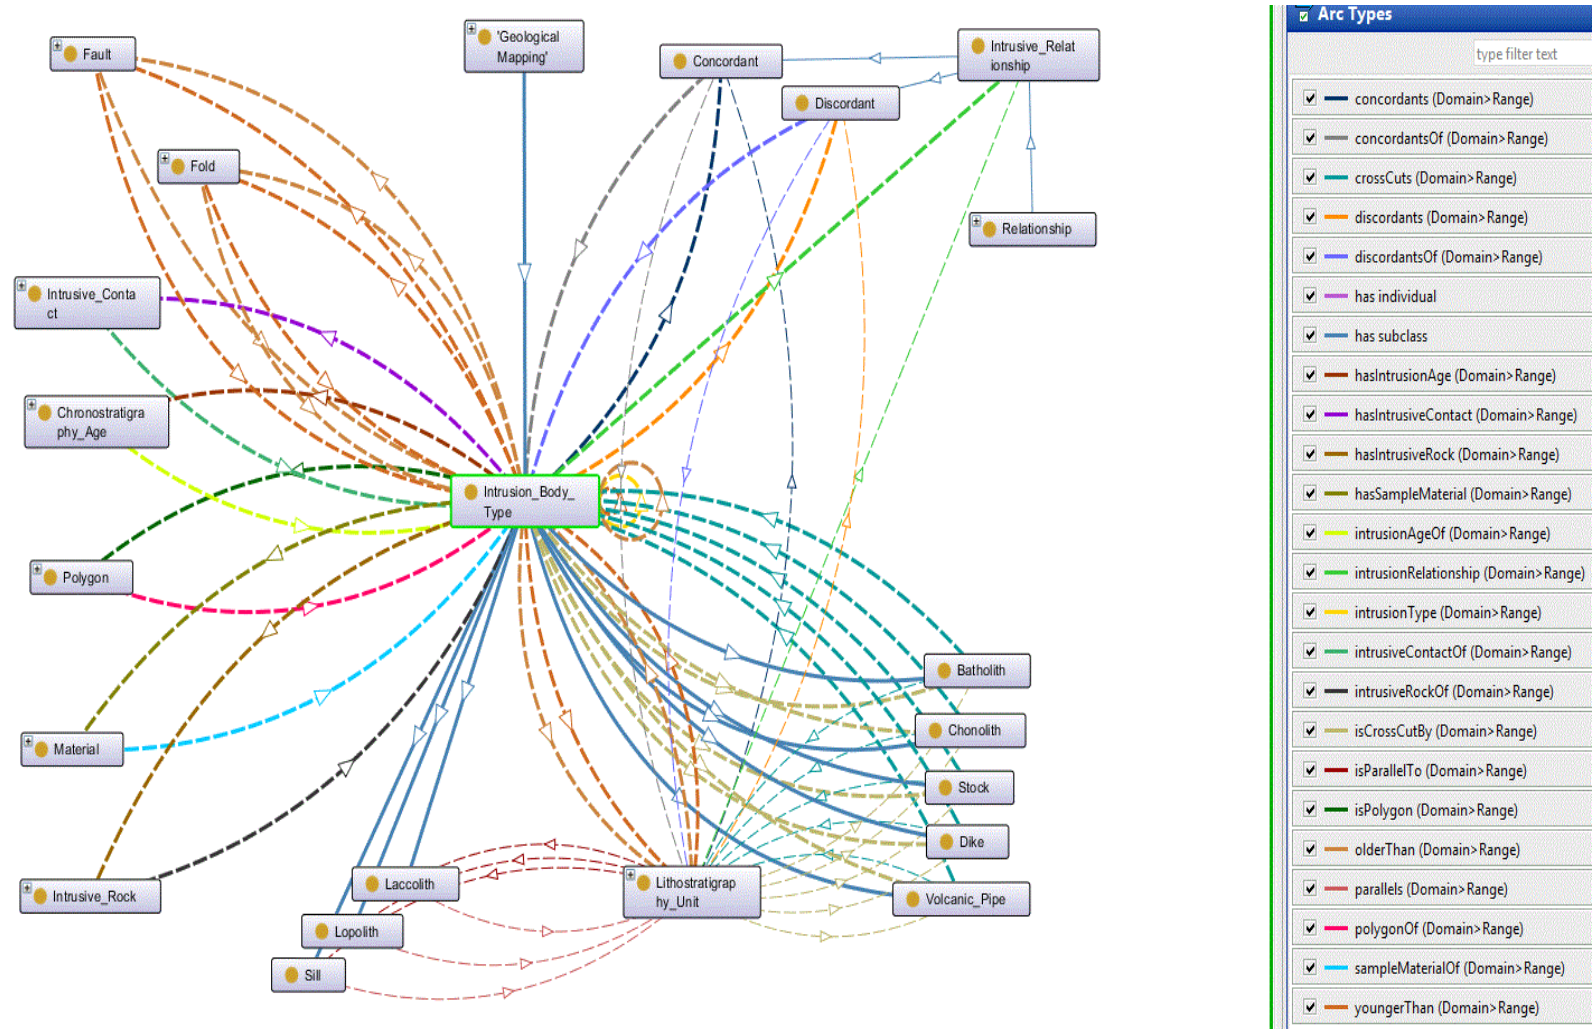 Fault
'Geological
Mapping'
Concordant
Intrusive_Relat
ionship
Discordant
Fold
Relationship
Intrusive_Conta
ct
Chronostratigra
phy_Age
Intrusion_Body_
Type
Polygon
Material
Intrusive_Rock
Laccolith
Lopolith
Sill
Lithostratigrap
hy_Unit
Batholith
Chonolith
Stock
Dike
Volcanic_Pipe
Arc Types
type filter text
concordants (Domain>Range)
concordantsOf (Domain>Range)
crossCuts (Domain>Range)
discordants (Domain>Range)
discordantsOf (Domain>Range)
has individual
has subclass
hasIntrusionAge (Domain>Range)
hasIntrusiveContact (Domain>Range)
hasIntrusiveRock (Domain>Range)
hasSampleMaterial (Domain>Range)
intrusionAgeOf (Domain>Range)
intrusionRelationship (Domain>Range)
intrusionType (Domain>Range)
intrusiveContactOf (Domain>Range)
intrusiveRockOf (Domain>Range)
isCrossCutBy (Domain>Range)
isParallelTo (Domain>Range)
isPolygon (Domain>Range)
olderThan (Domain>Range)
parallels (Domain>Range)
polygonOf (Domain>Range)
sampleMaterialOf (Domain>Range)
youngerThan (Domain>Range)